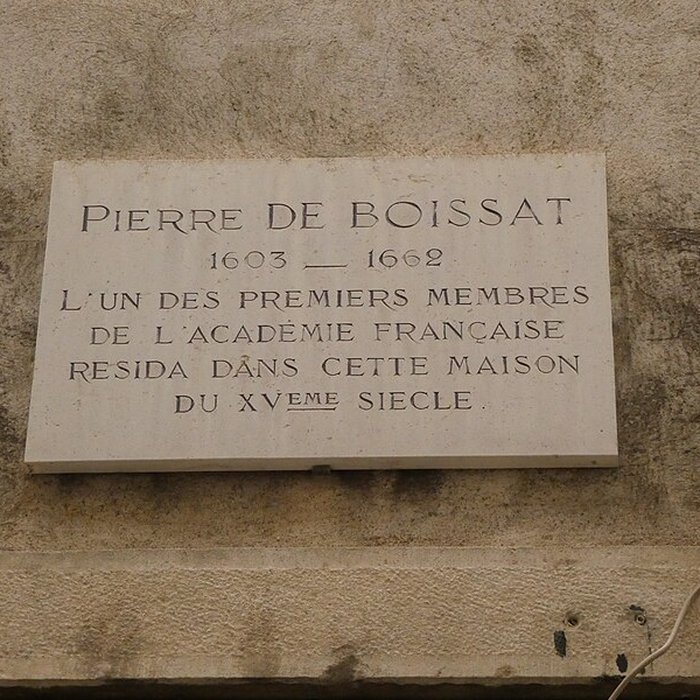 PIERRE DE BOISSAT
1603 — 1662
L'UN DES PREMIERS MEMBRES
DE L'ACADÉMIE FRANÇAISE
RESIDA DANS CETTE MAISON
DU XVEME SIECLE.